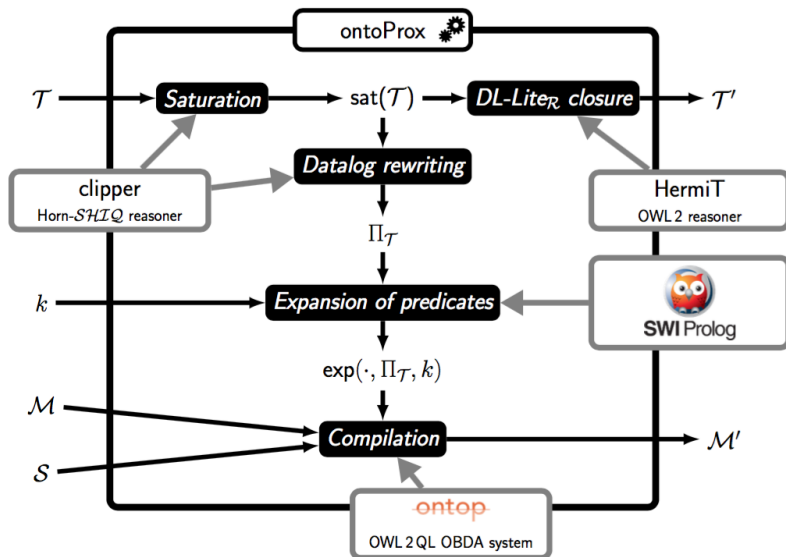 ontoProx
𝒯
Saturation
sat(𝒯)
DL-Liteℛ closure
𝒯′
Datalog rewriting
clipper
Horn-𝒮ℋℐ𝒬 reasoner
HermiT
OWL 2 reasoner
Π𝒯
k
Expansion of predicates
SWI Prolog
exp(·, Π𝒯, k)
ℳ
Compilation
ℳ′
𝒮
ontop
OWL 2 QL OBDA system